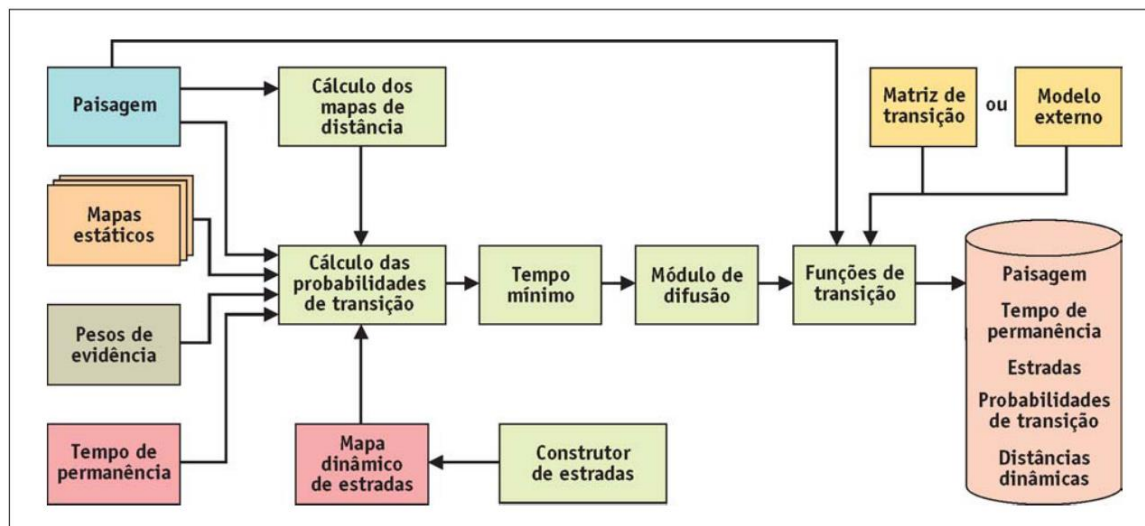 Paisagem
Cálculo dos
mapas de
distância
Matriz de
transição
ou
Modelo
externo
Mapas
estáticos
Cálculo das
probabilidades
de transição
Tempo
mínimo
Módulo de
difusão
Funções de
transição
Paisagem
Tempo de
permanência
Estradas
Probabilidades
de transição
Distâncias
dinâmicas
Pesos de
evidência
Tempo de
permanência
Mapa
dinâmico
de estradas
Construtor
de estradas